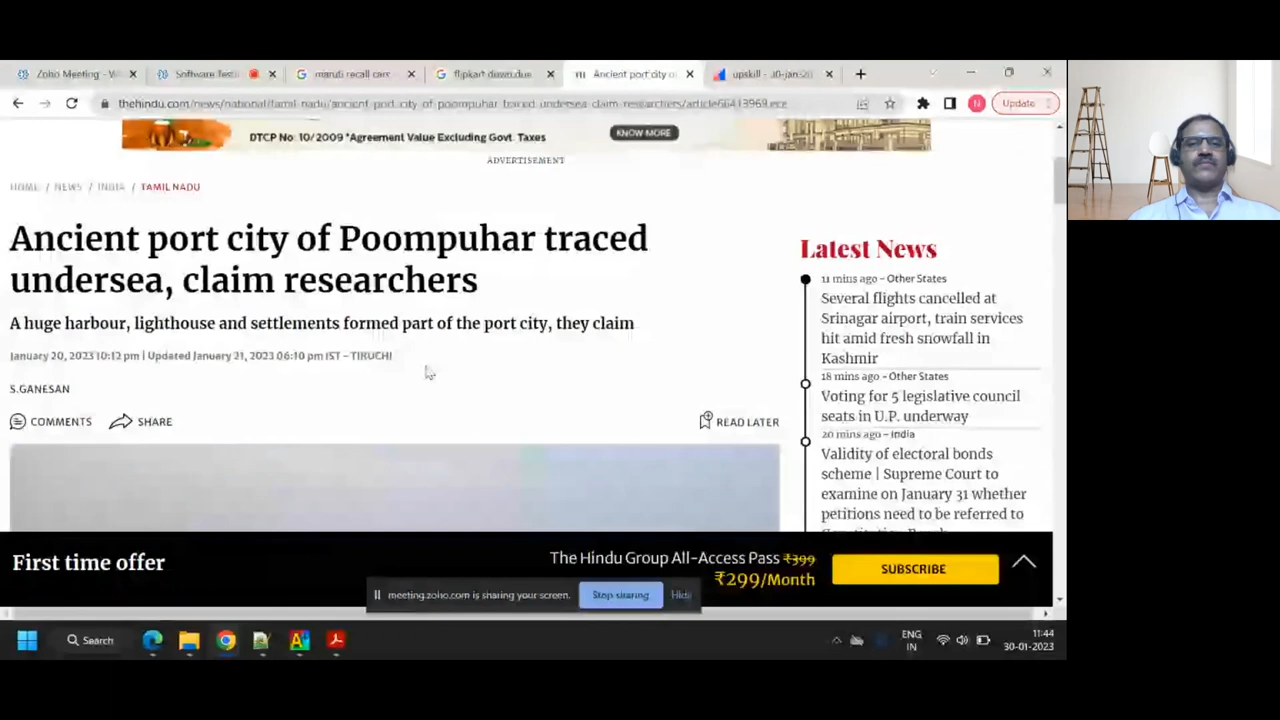 Zoho Meeting - W
Software Testi
maruti recall cars
flipkart down due
Ancient port city o
upskill - 30-jan-20
thehindu.com/news/national/tamil-nadu/ancient-port-city-of-poompuhar-traced-undersea-claim-researchers/article66413969.ece
N
Update
DTCP No: 10/2009 *Agreement Value Excluding Govt. Taxes
KNOW MORE
ADVERTISEMENT
HOME / NEWS / INDIA / TAMIL NADU
Ancient port city of Poompuhar traced
undersea, claim researchers
A huge harbour, lighthouse and settlements formed part of the port city, they claim
January 20, 2023 10:12 pm | Updated January 21, 2023 06:10 pm IST - TIRUCHI
S.GANESAN
COMMENTS
SHARE
READ LATER
Latest News
11 mins ago - Other States
Several flights cancelled at
Srinagar airport, train services
hit amid fresh snowfall in
Kashmir
18 mins ago - Other States
Voting for 5 legislative council
seats in U.P. underway
20 mins ago - India
Validity of electoral bonds
scheme | Supreme Court to
examine on January 31 whether
petitions need to be referred to
First time offer
The Hindu Group All-Access Pass ₹399
₹299/Month
SUBSCRIBE
meeting.zoho.com is sharing your screen.
Stop sharing
Hide
Search
ENG
IN
11:44
30-01-2023